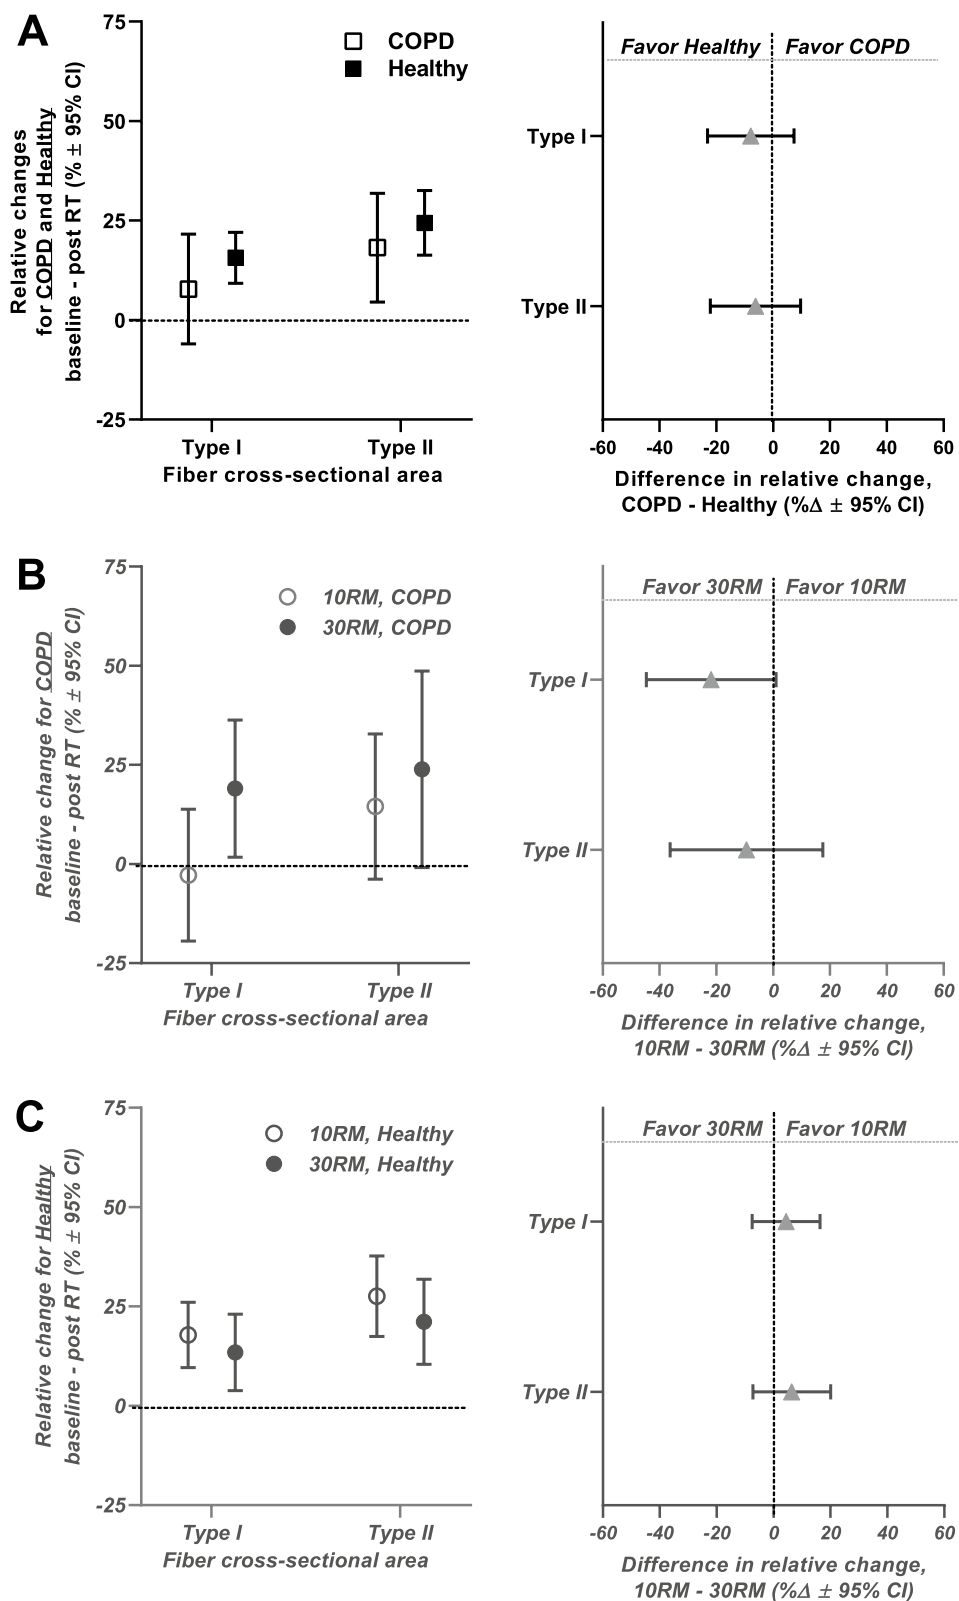 A
75
50
25
0
-25
Relative changes
for COPD and Healthy
baseline - post RT (% ± 95% CI)
COPD
Healthy
Type I
Type II
Fiber cross-sectional area
Favor Healthy
Favor COPD
Type I
Type II
-60
-40
-20
0
20
40
60
Difference in relative change,
COPD - Healthy (%Δ ± 95% CI)
B
75
50
25
0
-25
Relative change for COPD
baseline - post RT (% ± 95% CI)
10RM, COPD
30RM, COPD
Type I
Type II
Fiber cross-sectional area
Favor 30RM
Favor 10RM
Type I
Type II
-60
-40
-20
0
20
40
60
Difference in relative change,
10RM - 30RM (%Δ ± 95% CI)
C
75
50
25
0
-25
Relative change for Healthy
baseline - post RT (% ± 95% CI)
10RM, Healthy
30RM, Healthy
Type I
Type II
Fiber cross-sectional area
Favor 30RM
Favor 10RM
Type I
Type II
-60
-40
-20
0
20
40
60
Difference in relative change,
10RM - 30RM (%Δ ± 95% CI)